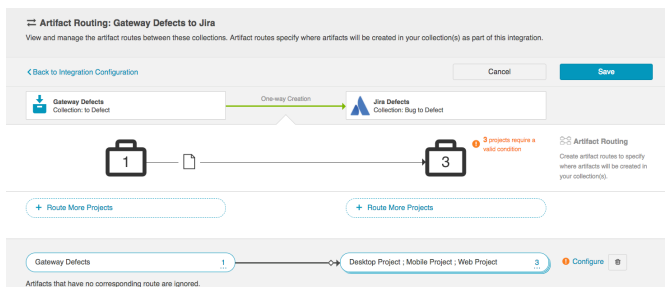 Artifact Routing: Gateway Defects to Jira
View and manage the artifact routes between these collections. Artifact routes specify where artifacts will be created in your collection(s) as part of this integration.
Back to Integration Configuration
Cancel
Save
Gateway Defects
Collection: to Defect
One-way Creation
Jira Defects
Collection: Bug to Defect
1
3
3 projects require a
valid condition
Artifact Routing
Create artifact routes to specify
where artifacts will be created in
your collection(s).
+ Route More Projects
+ Route More Projects
Gateway Defects 1
Desktop Project ; Mobile Project ; Web Project 3
Configure
Artifacts that have no corresponding route are ignored.